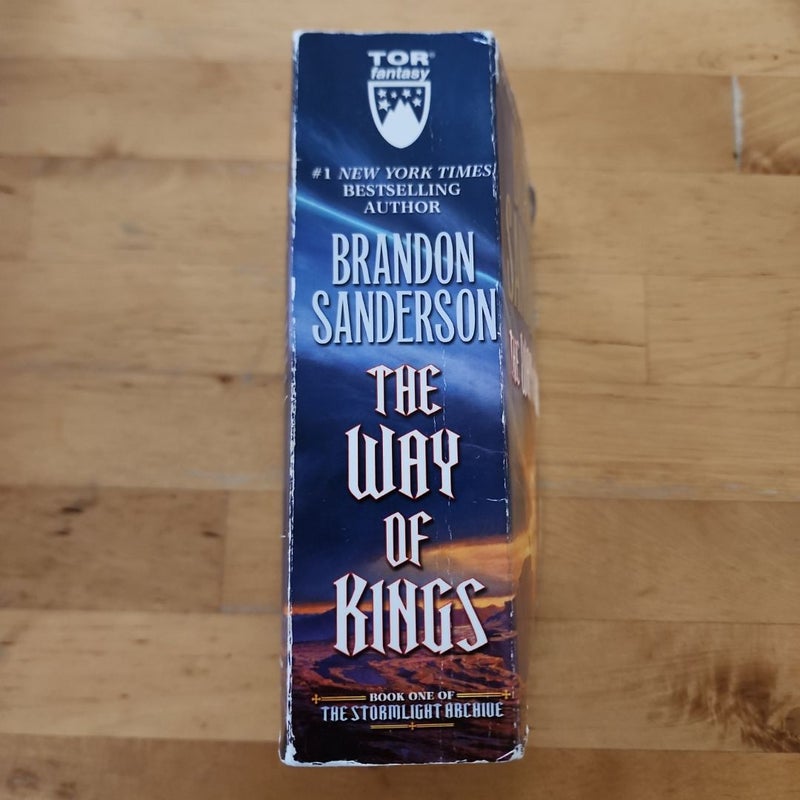 TOR®
fantasy
#1 NEW YORK TIMES
BESTSELLING
AUTHOR
BRANDON
SANDERSON
THE
WAY
OF
KINGS
BOOK ONE OF
THE STORMLIGHT ARCHIVE